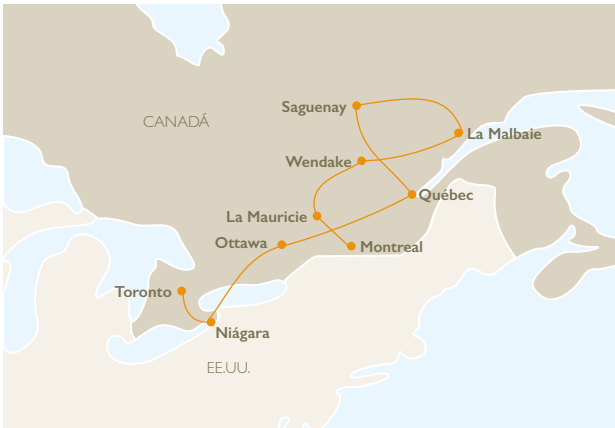 Saguenay
CANADÁ
La Malbaie
Wendake
Québec
La Mauricie
Ottawa
Montreal
Toronto
Niágara
EE.UU.